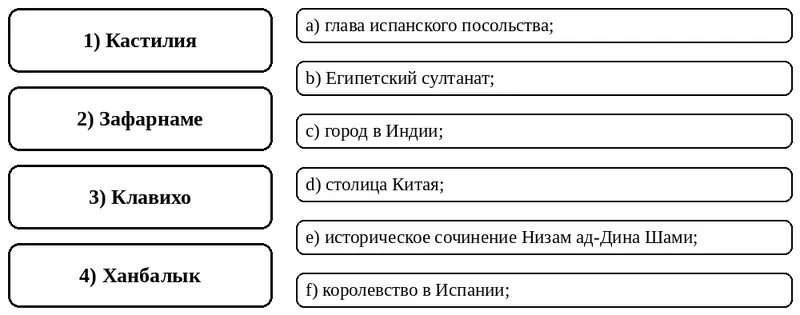 1) Кастилия
2) Зафарнаме
3) Клавихо
4) Ханбалык
a) глава испанского посольства;
b) Египетский султанат;
c) город в Индии;
d) столица Китая;
e) историческое сочинение Низам ад-Дина Шами;
f) королевство в Испании;